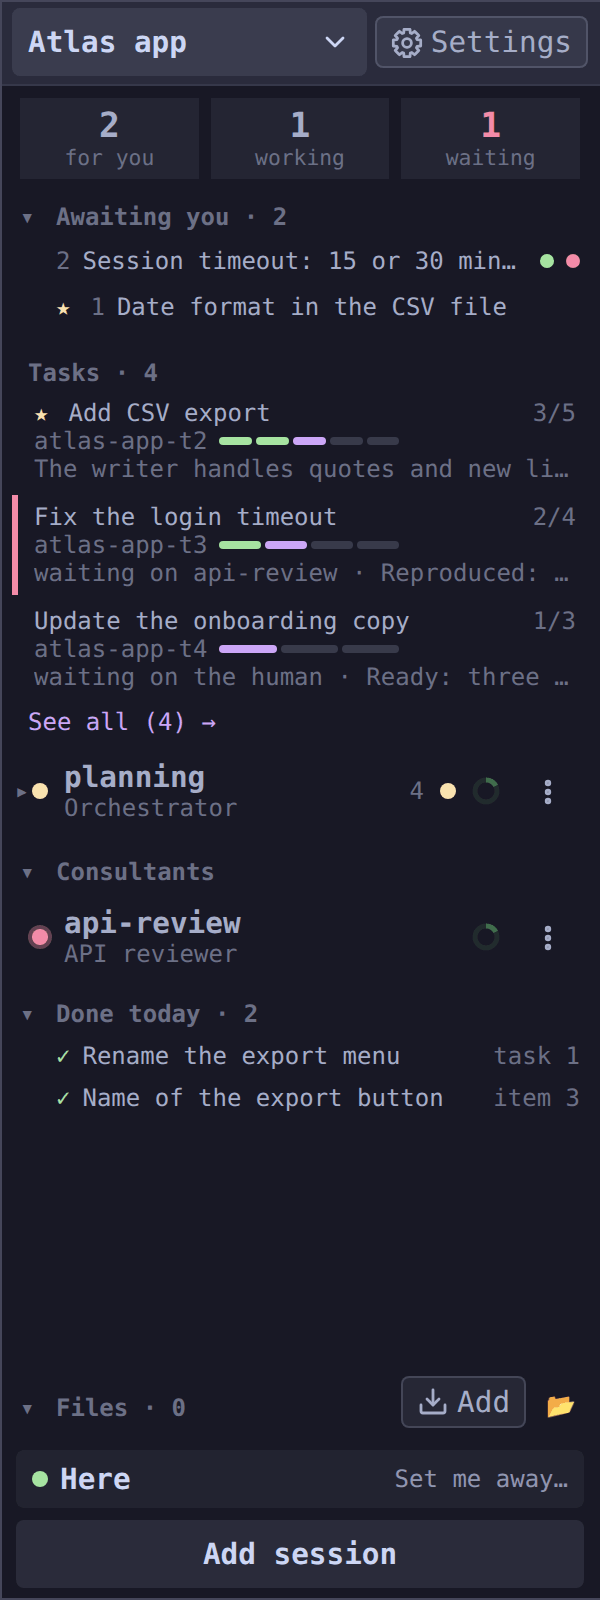 Atlas app
Settings
2
for you
1
working
1
waiting
▾ Awaiting you · 2
2 Session timeout: 15 or 30 min…
★ 1 Date format in the CSV file
Tasks · 4
★ Add CSV export 3/5
atlas-app-t2
The writer handles quotes and new li…
Fix the login timeout 2/4
atlas-app-t3
waiting on api-review · Reproduced: …
Update the onboarding copy 1/3
atlas-app-t4
waiting on the human · Ready: three …
See all (4) →
▸ planning 4
Orchestrator
▾ Consultants
api-review
API reviewer
▾ Done today · 2
✓ Rename the export menu task 1
✓ Name of the export button item 3
▾ Files · 0 Add
Here Set me away…
Add session